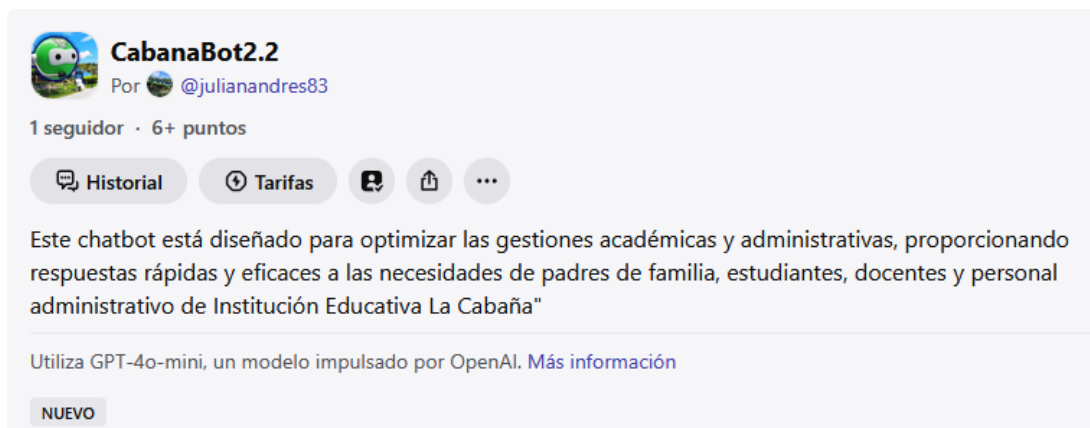 CabanaBot2.2
Por @julianandres83
1 seguidor · 6+ puntos
Historial Tarifas
Este chatbot está diseñado para optimizar las gestiones académicas y administrativas, proporcionando
respuestas rápidas y eficaces a las necesidades de padres de familia, estudiantes, docentes y personal
administrativo de Institución Educativa La Cabaña"
Utiliza GPT-4o-mini, un modelo impulsado por OpenAI. Más información
NUEVO